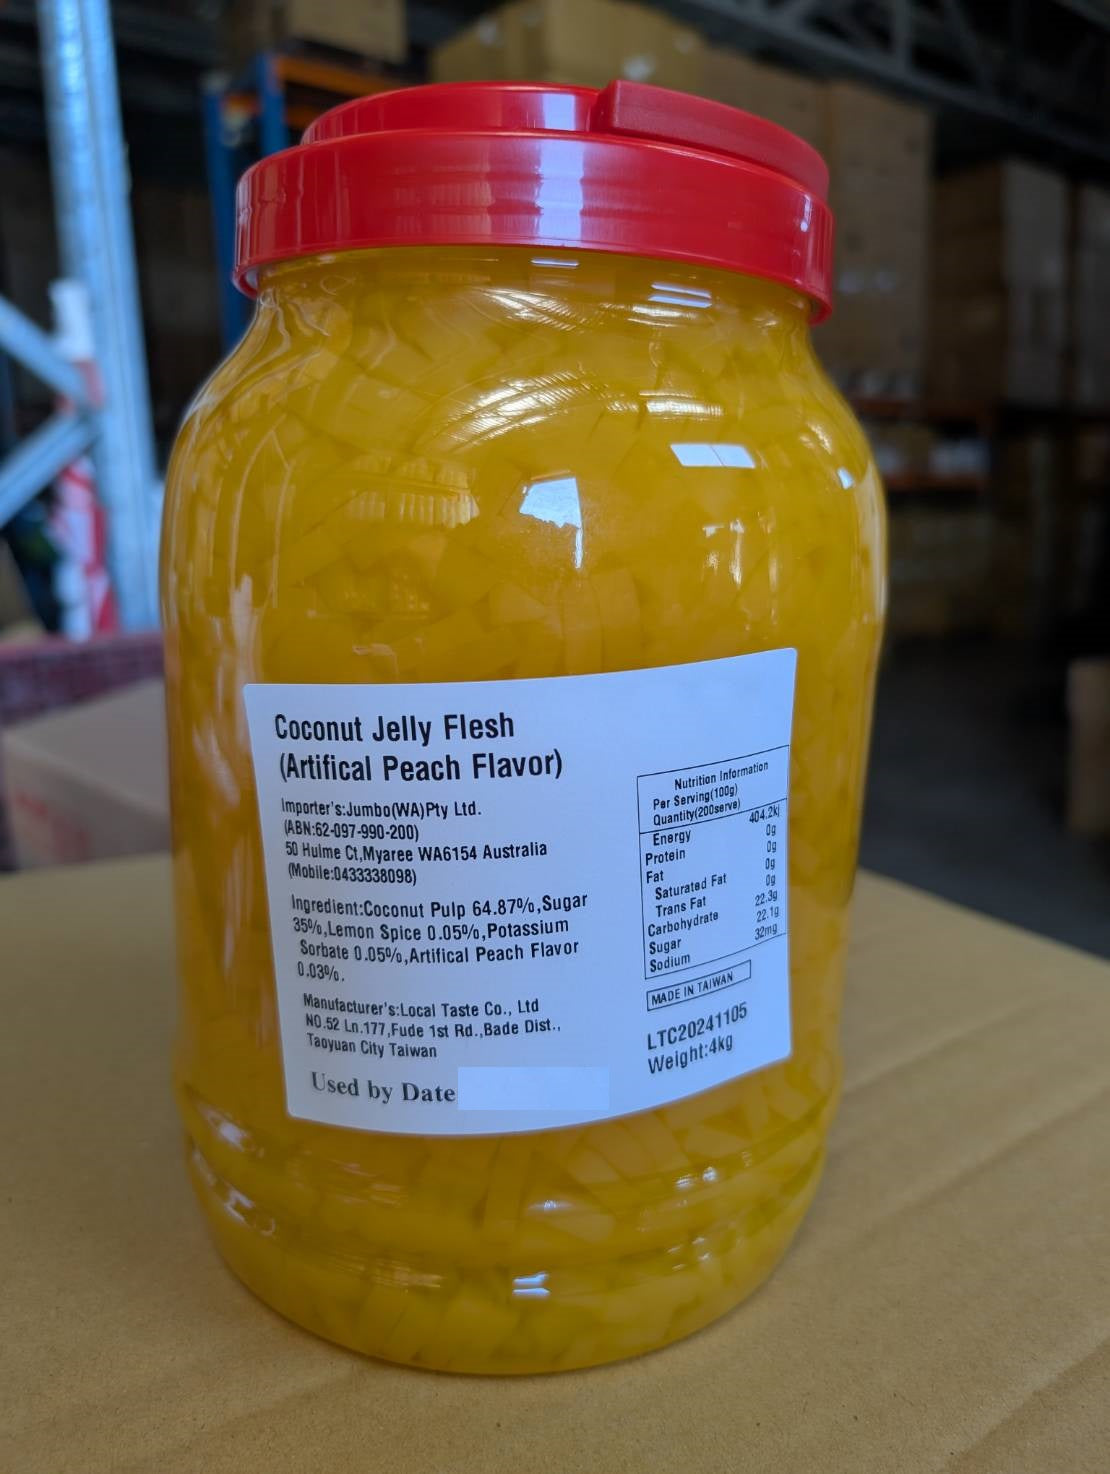 Coconut Jelly Flesh
(Artifical Peach Flavor)
Importer's:Jumbo(WA)Pty Ltd.
(ABN:62-097-990-200)
50 Hulme Ct,Myaree WA6154 Australia
(Mobile:0433338098)
Ingredient:Coconut Pulp 64.87%,Sugar
35%,Lemon Spice 0.05%,Potassium
Sorbate 0.05%,Artifical Peach Flavor
0.03%.
Manufacturer's:Local Taste Co., Ltd
NO.52 Ln.177,Fude 1st Rd.,Bade Dist.,
Taoyuan City Taiwan
Used by Date
Nutrition Information
Per Serving(100g)
Quantity(200serve)
Energy 404.2kj
Protein 0g
Fat 0g
Saturated Fat 0g
Trans Fat 0g
Carbohydrate 22.3g
Sugar 22.1g
Sodium 32mg
MADE IN TAIWAN
LTC20241105
Weight:4kg